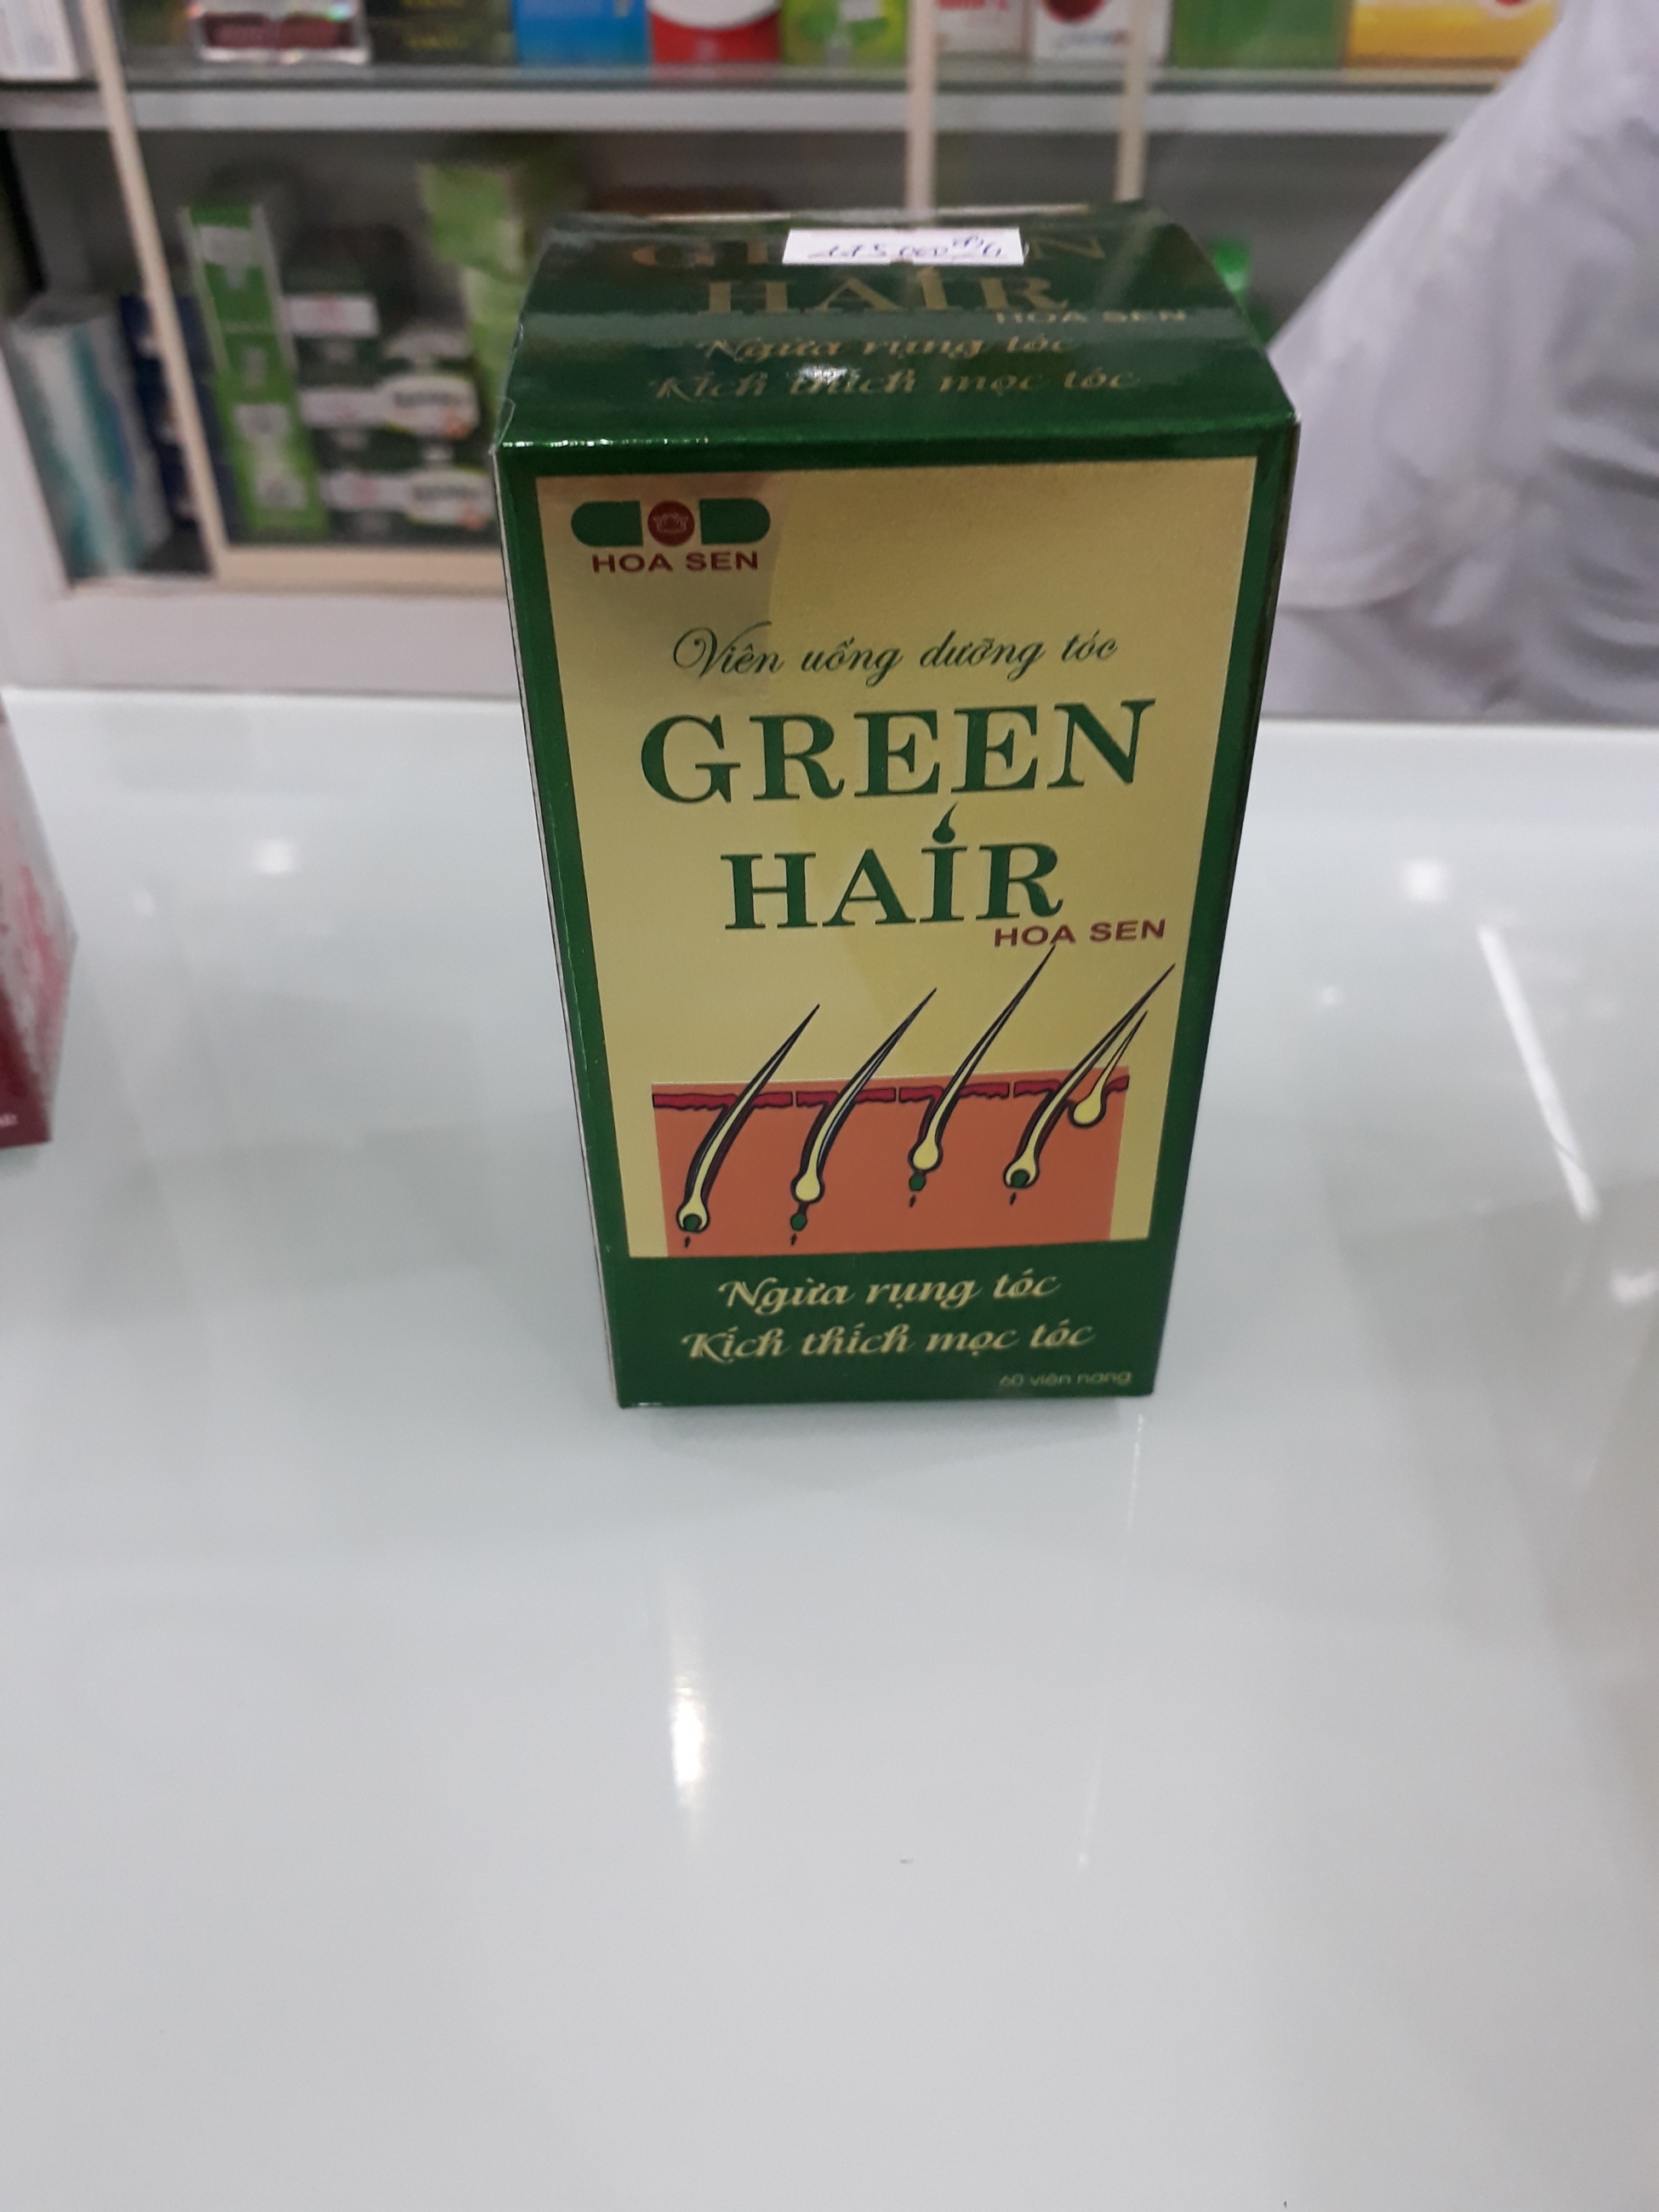 HAIR
HOA SEN
Ngừa rụng tóc
Kích thích mọc tóc
HOA SEN
Viên uống dưỡng tóc
GREEN
HAIR
HOA SEN
Ngừa rụng tóc
Kích thích mọc tóc
60 viên nang